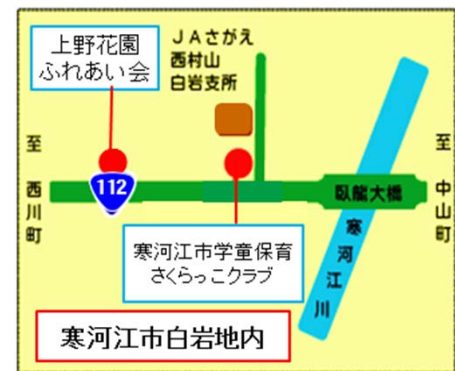 上野花園
ふれあい会
JAさがえ
西村山
白岩支所
至
西川町
112
臥龍大橋
至
中山町
寒河江川
寒河江市学童保育
さくらっこクラブ
寒河江市白岩地内